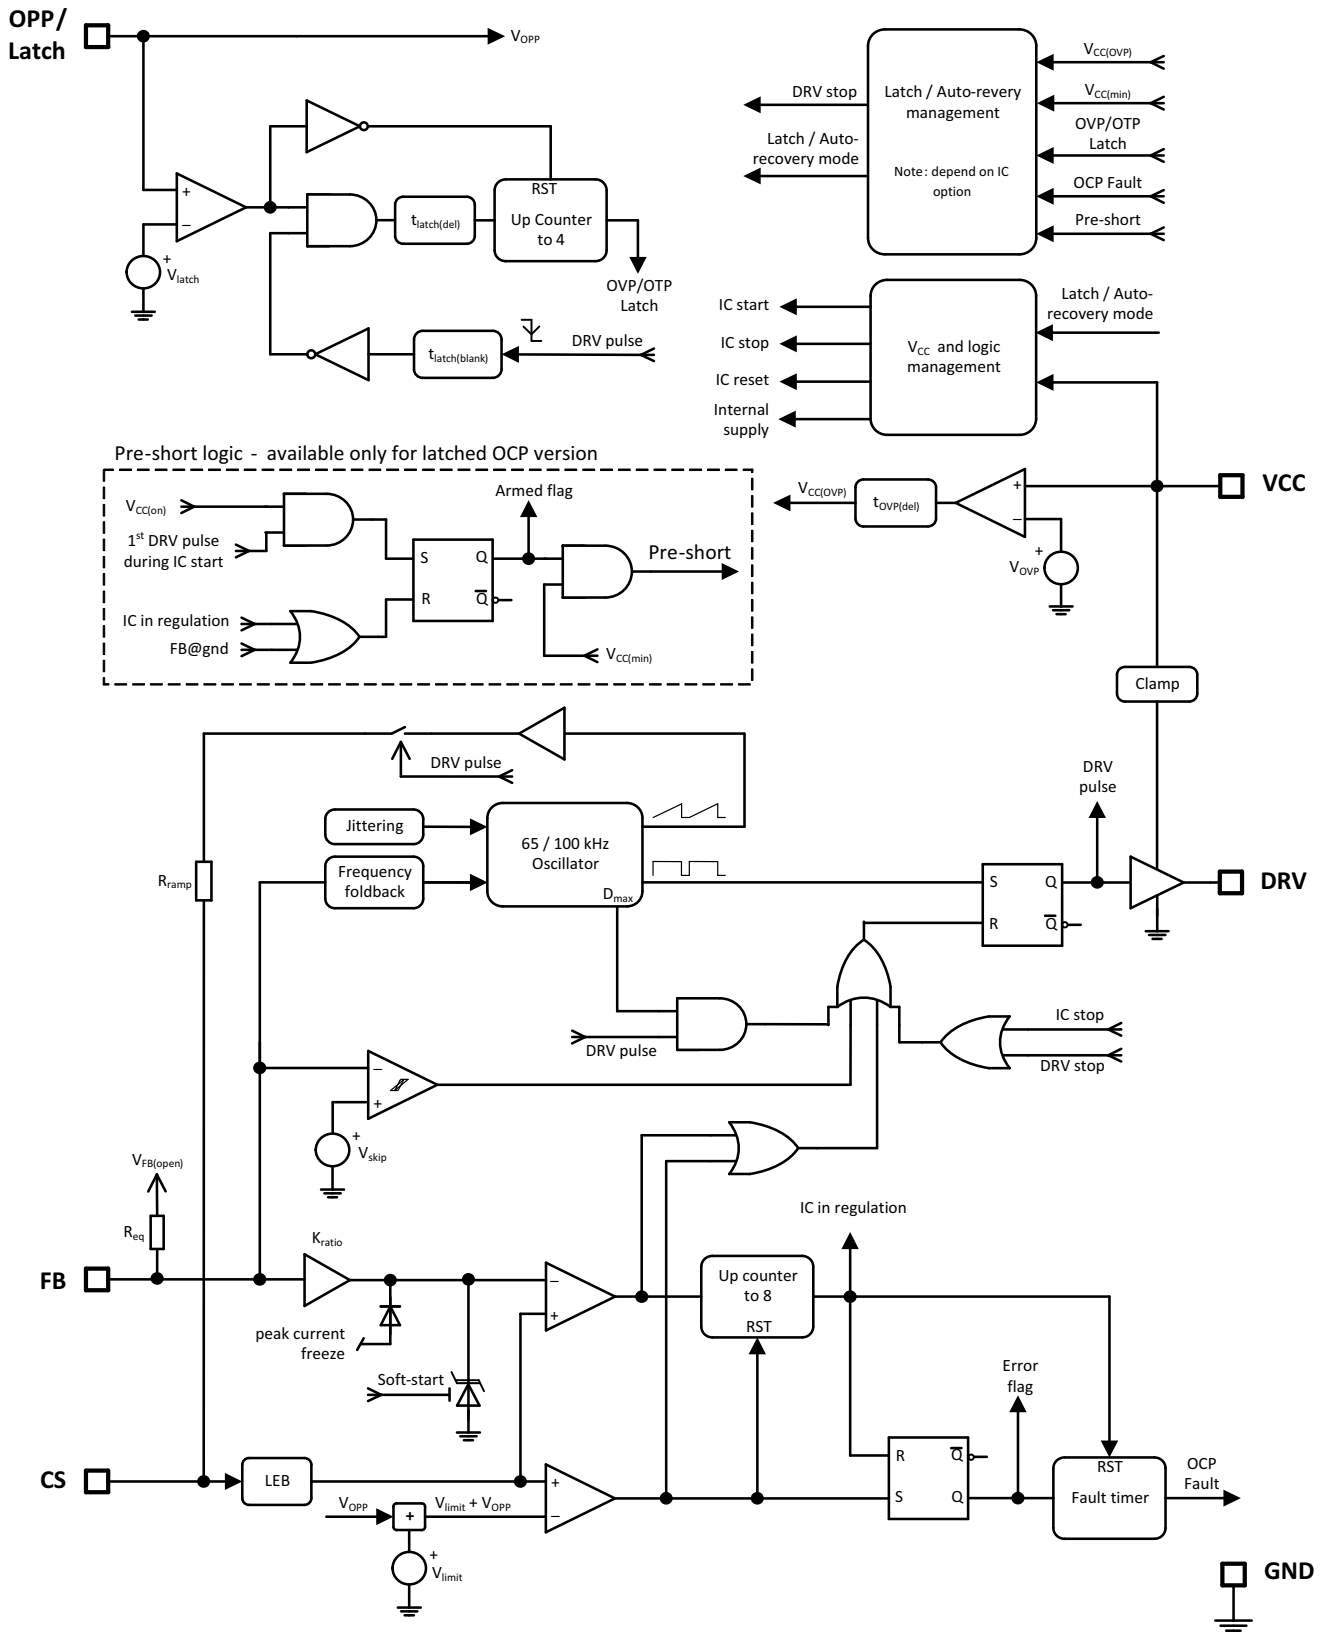 OPP/
Latch
VOPP
+
−
+
Vlatch
tlatch(del)
RST
Up Counter
to 4
OVP/OTP
Latch
tlatch(blank)
DRV pulse
DRV stop
Latch / Auto-
recovery mode
Latch / Auto-revery
management
Note: depend on IC
option
VCC(OVP)
VCC(min)
OVP/OTP
Latch
OCP Fault
Pre-short
IC start
IC stop
IC reset
Internal
supply
VCC and logic
management
Latch / Auto-
recovery mode
VCC
VCC(OVP)
tOVP(del)
+
−
+
VOVP
Clamp
Pre-short logic - available only for latched OCP version
VCC(on)
1st DRV pulse
during IC start
IC in regulation
FB@gnd
S
Q
R
Q
Armed flag
Pre-short
VCC(min)
DRV pulse
Jittering
Frequency
foldback
65 / 100 kHz
Oscillator
Dmax
Rramp
DRV
pulse
S
Q
R
Q
DRV
DRV pulse
IC stop
DRV stop
−
+
+
Vskip
VFB(open)
Req
FB
Kratio
peak current
freeze
Soft-start
−
+
Up counter
to 8
RST
IC in regulation
Error
flag
CS
LEB
+
−
VOPP
+
Vlimit + VOPP
+
Vlimit
R
Q
S
Q
RST
Fault timer
OCP
Fault
GND